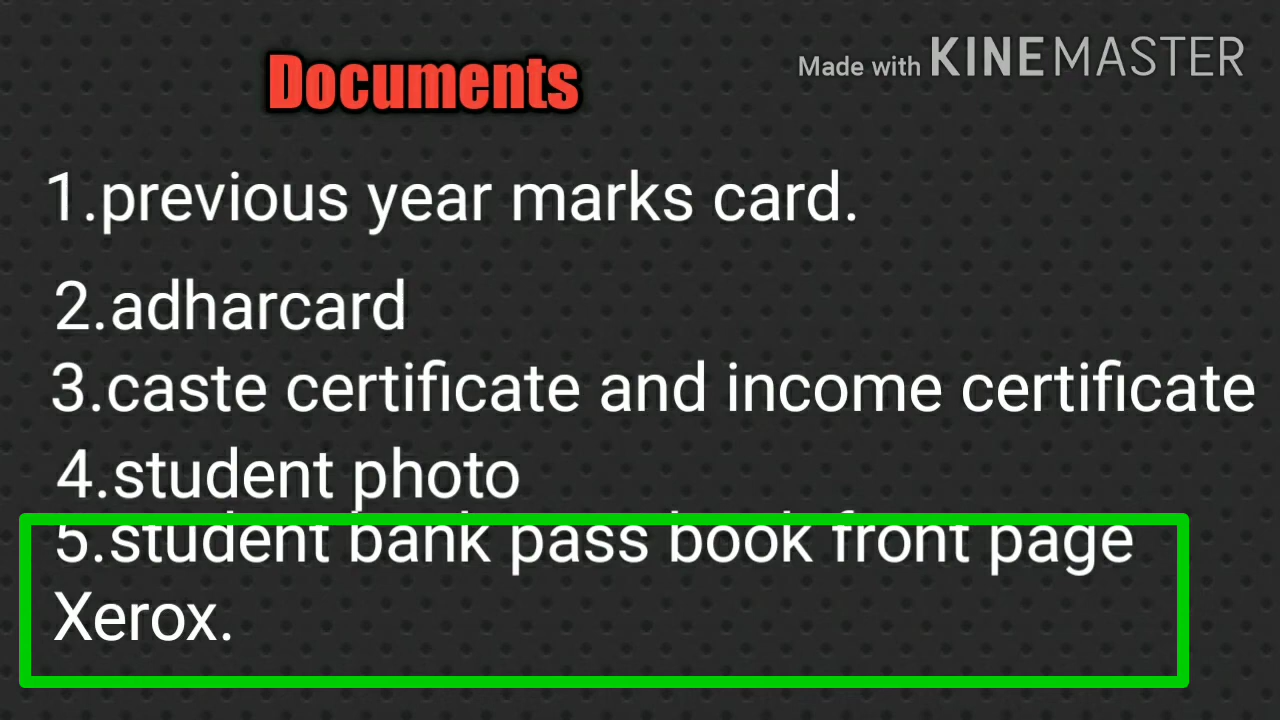 Made with KINEMASTER
Documents
1.previous year marks card.
2.adharcard
3.caste certificate and income certificate
4.student photo
5.student bank pass book front page
Xerox.